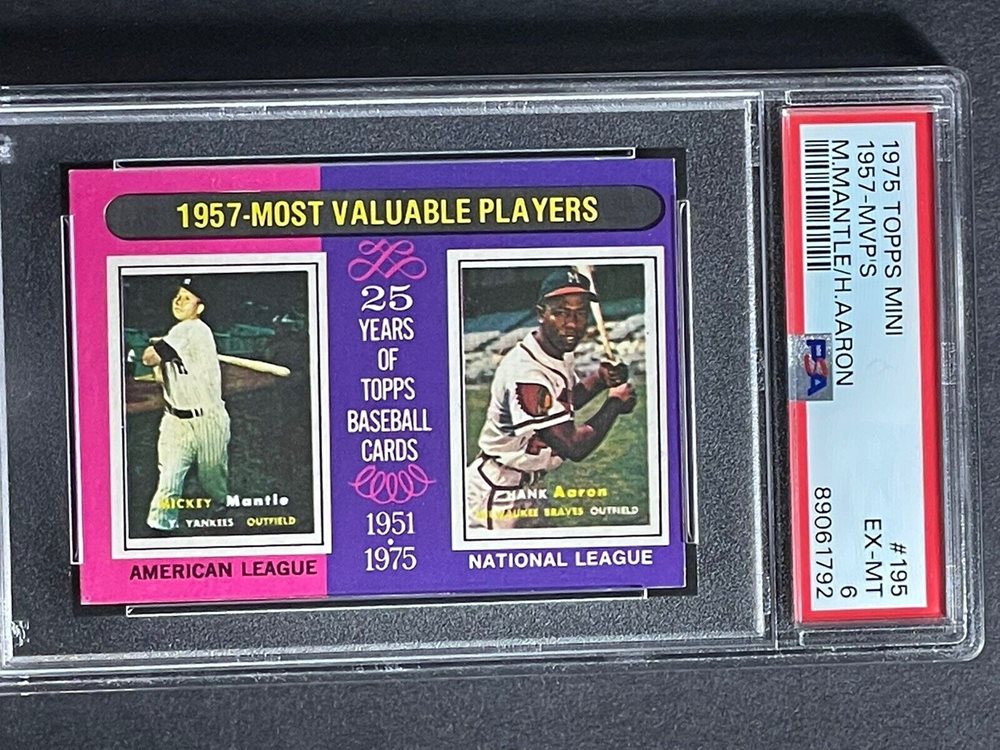 1957-MOST VALUABLE PLAYERS
25
YEARS
OF
TOPPS
BASEBALL
CARDS
1951
1975
MICKEY Mantle
N. Y. YANKEES OUTFIELD
AMERICAN LEAGUE
HANK Aaron
MILWAUKEE BRAVES OUTFIELD
NATIONAL LEAGUE
1975 TOPPS MINI #195
1957-MVP'S EX-MT
M.MANTLE/H.AARON 6
PSA 89061792